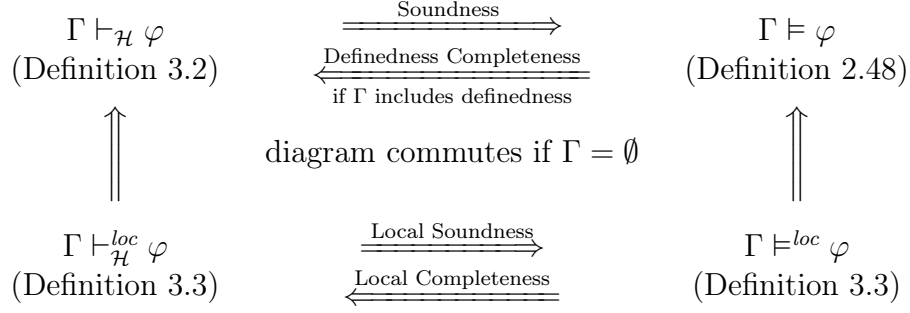 Γ ⊢_ℋ φ
Soundness
Γ ⊨ φ
(Definition 3.2)
Definedness Completeness
(Definition 2.48)
if Γ includes definedness
diagram commutes if Γ = ∅
Γ ⊢^{loc}_ℋ φ
Local Soundness
Γ ⊨^{loc} φ
(Definition 3.3)
Local Completeness
(Definition 3.3)